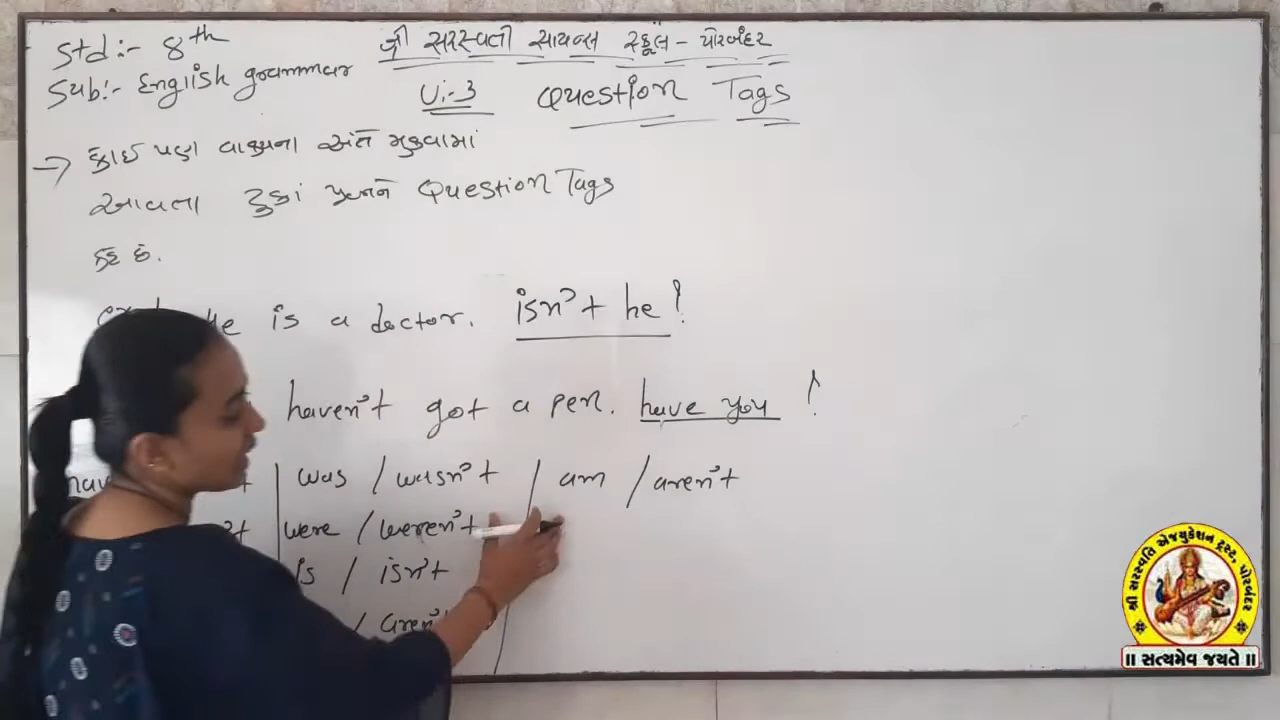 Std :- 8th
શ્રી સરસ્વતી સાયન્સ સ્કૂલ - પોરબંદર
Sub:- English grammar
U:-3 Question Tags
→ કોઈ પણ વાક્યના અંતે મુકવામાં
આવતા ટુકાં પ્રશ્નને Question Tags
કહે છે.
He is a doctor. isn't he?
haven't got a pen. have you ?
was / wasn't / am / aren't
were / weren't
is / isn't
/ aren't
શ્રી સરસ્વતિ એજ્યુકેશન ટ્રસ્ટ, પોરબંદર
॥ સત્યમેવ જયતે ॥